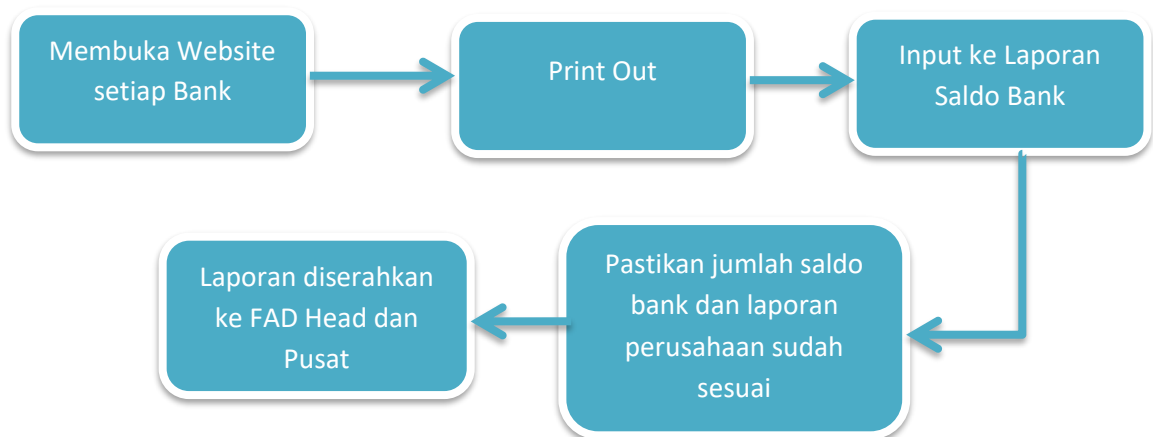 Membuka Website
setiap Bank
Print Out
Input ke Laporan
Saldo Bank
Pastikan jumlah saldo
bank dan laporan
perusahaan sudah
sesuai
Laporan diserahkan
ke FAD Head dan
Pusat